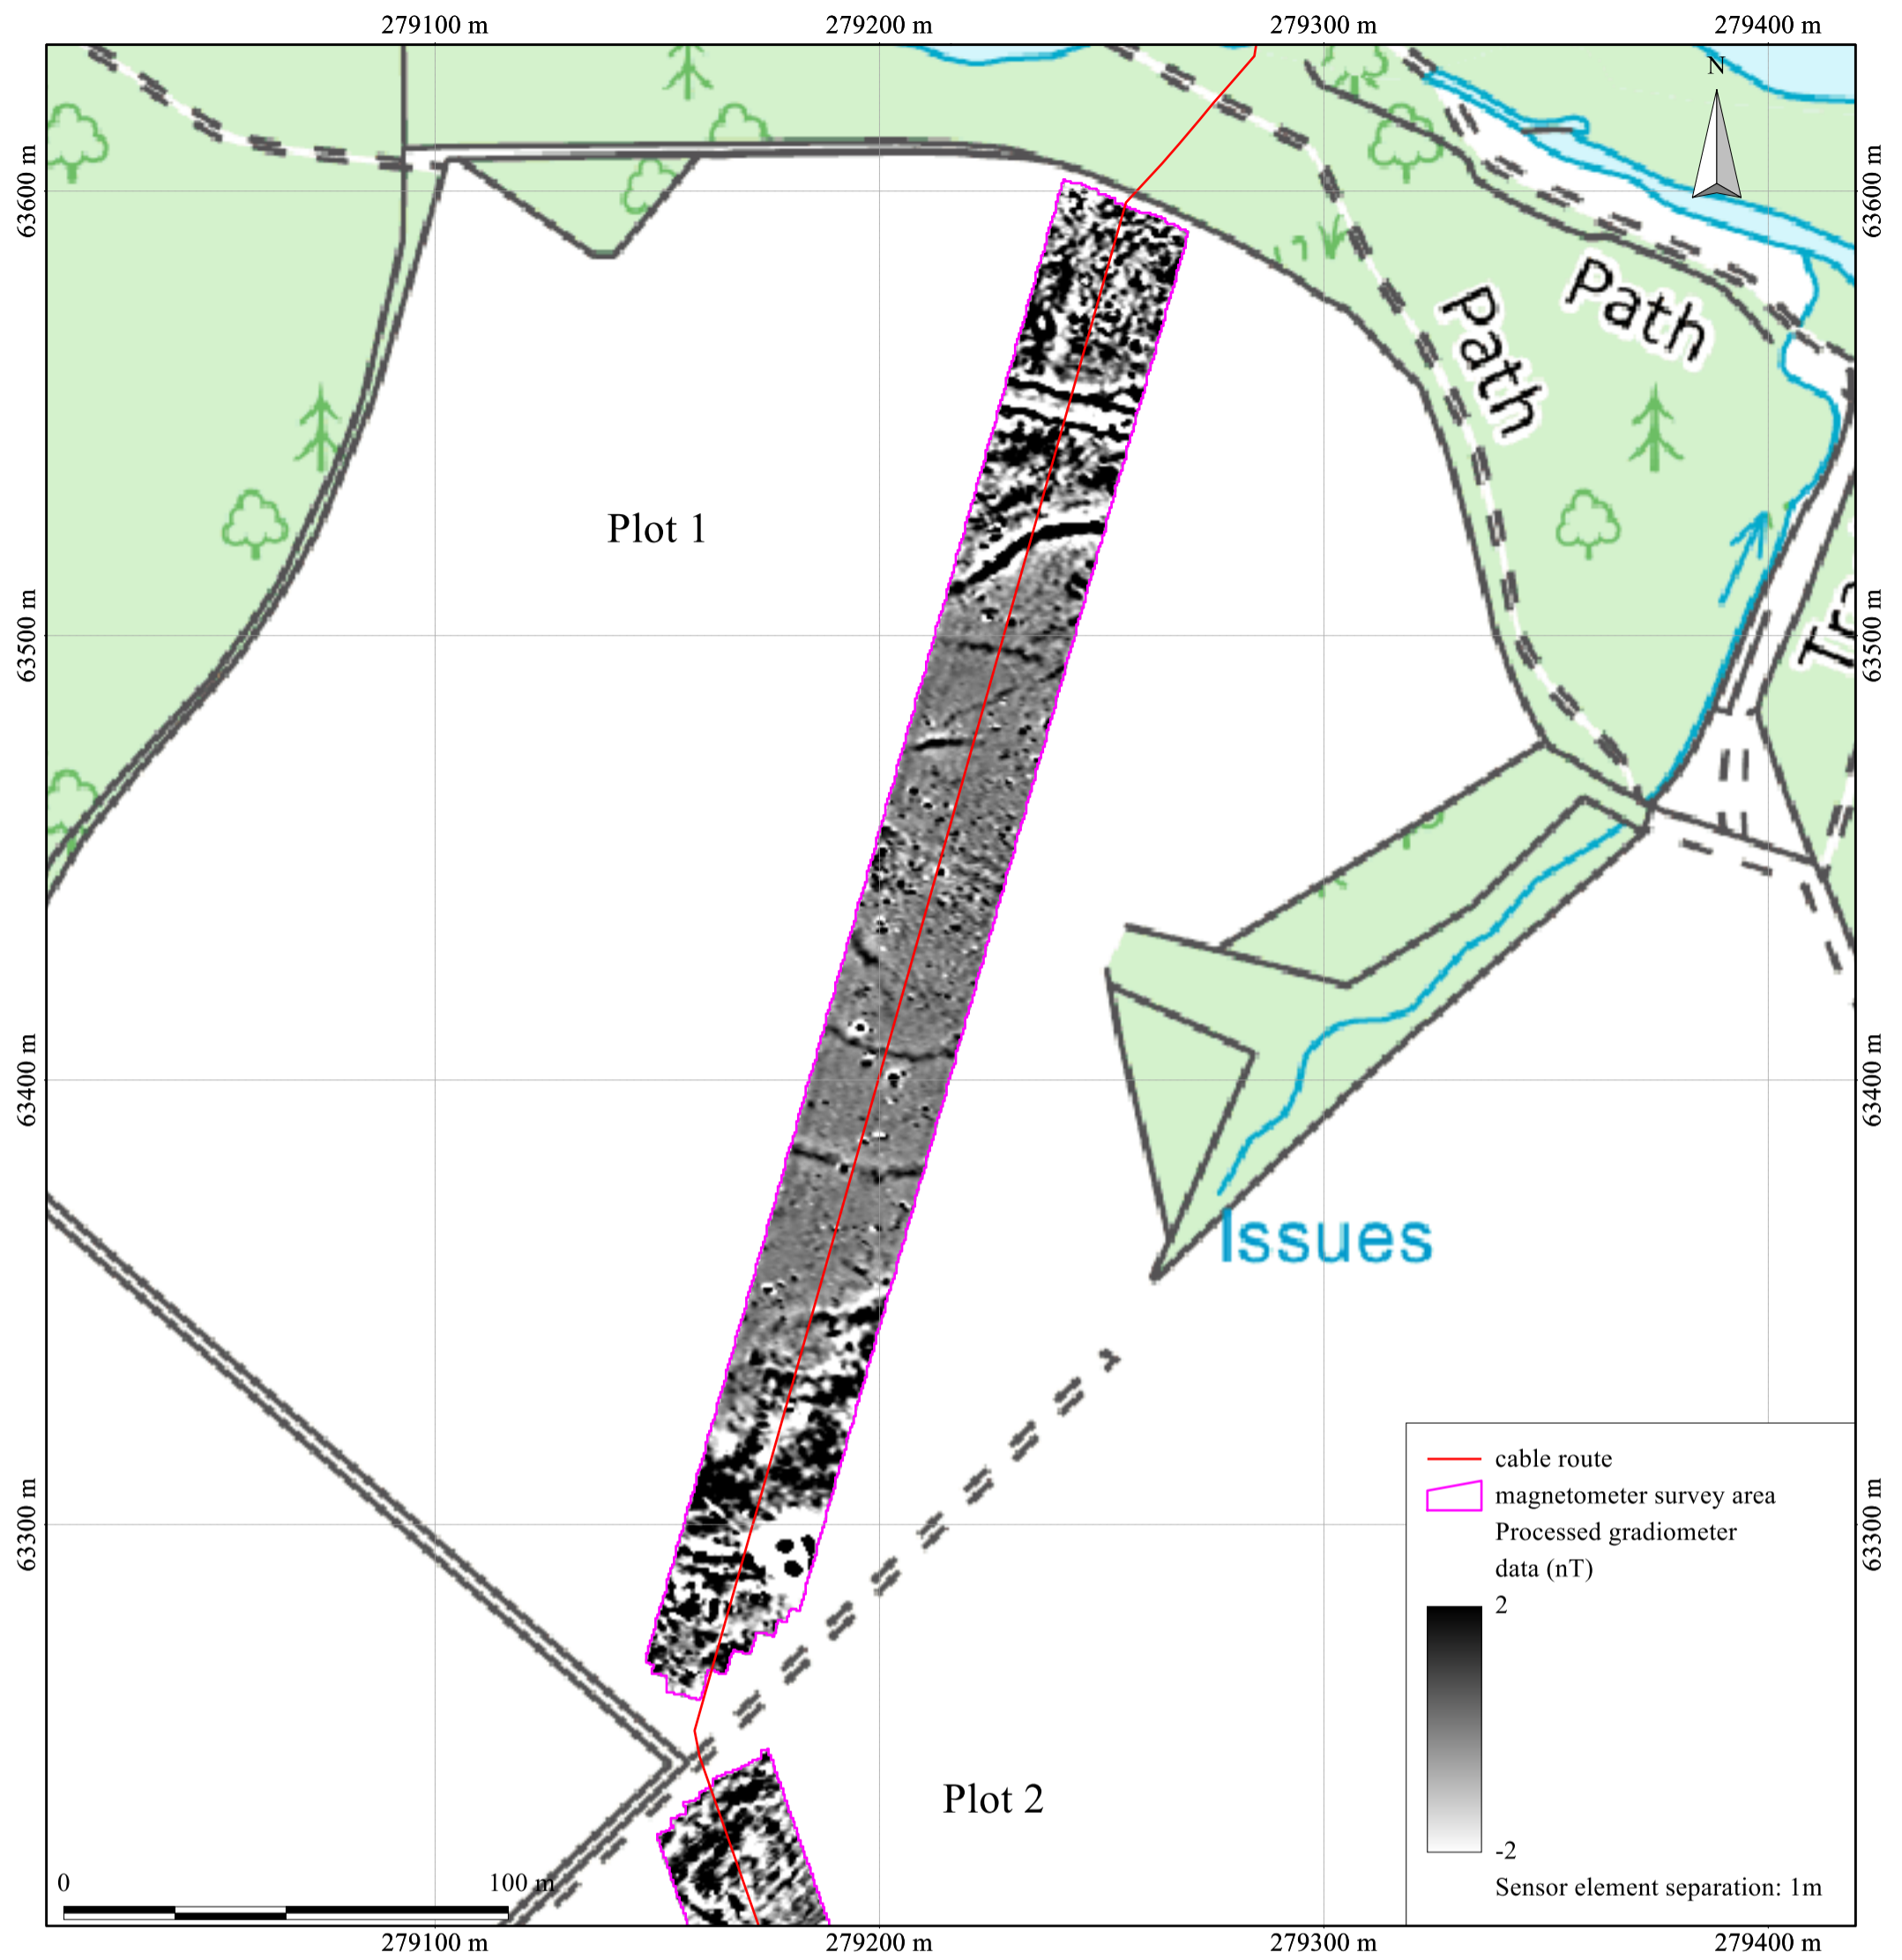 279100 m
279200 m
279300 m
279400 m
N
63600 m
63600 m
Path
Path
Plot 1
63500 m
63500 m
63400 m
63400 m
Issues
63300 m
63300 m
cable route
magnetometer survey area
Processed gradiometer
data (nT)
2
-2
Sensor element separation: 1m
Plot 2
0
100 m
279100 m
279200 m
279300 m
279400 m